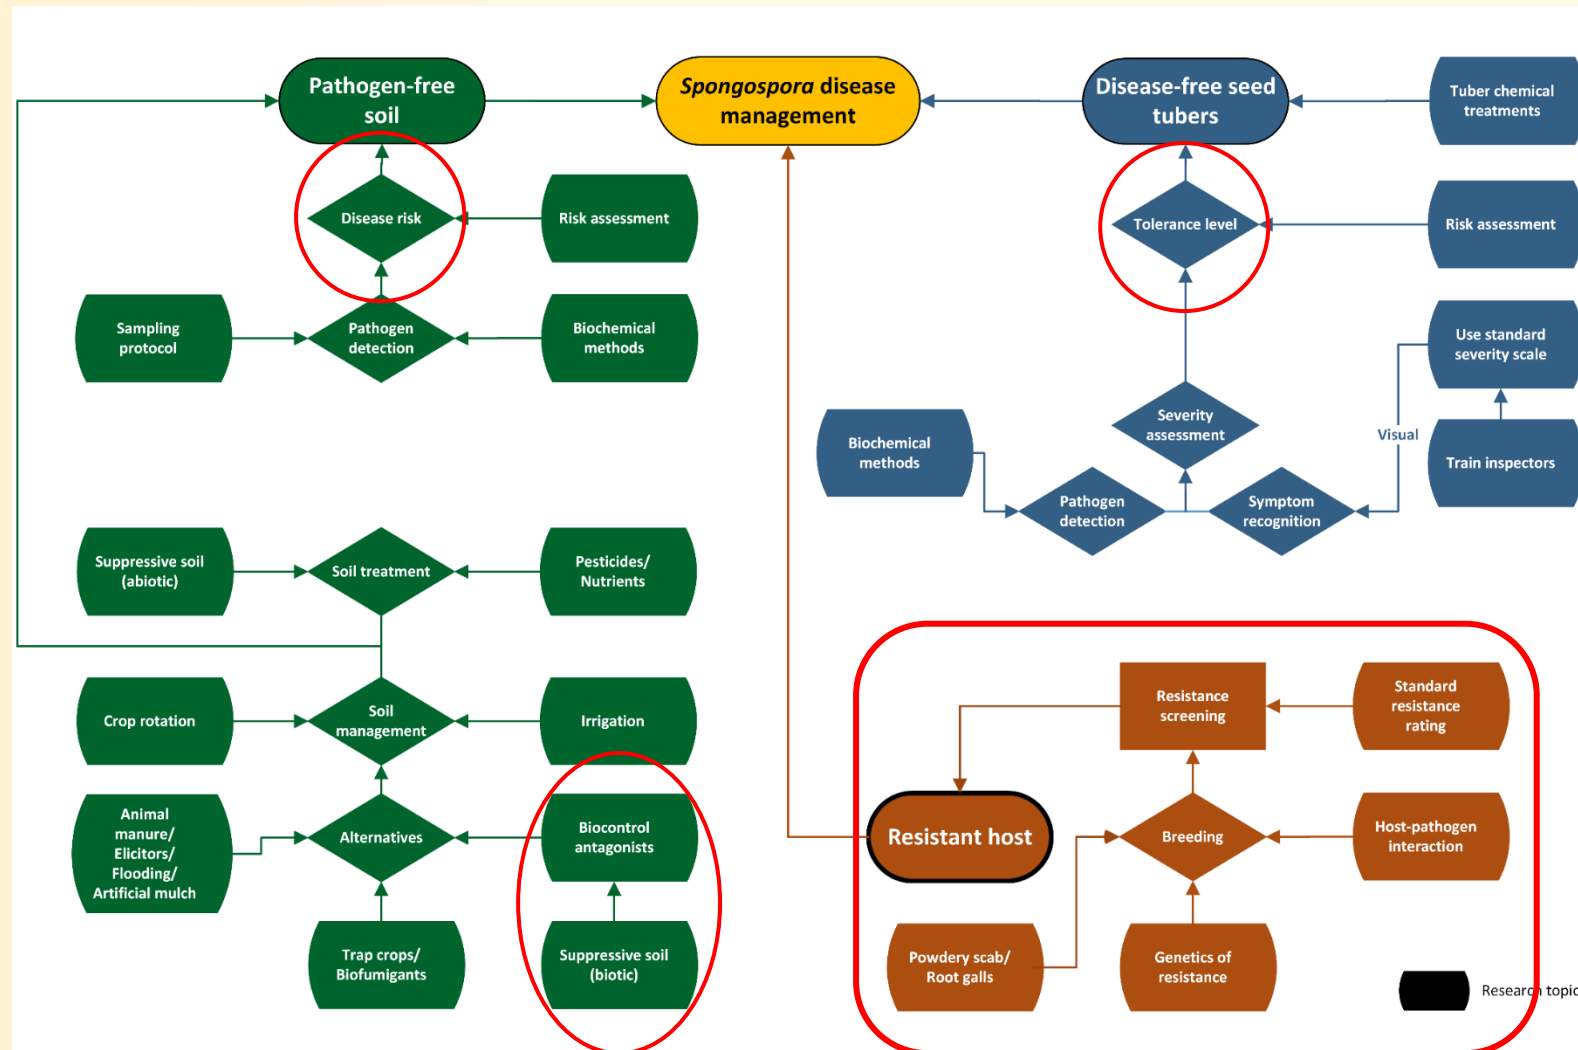 Pathogen-free
soil
Spongospora disease
management
Disease-free seed
tubers
Tuber chemical
treatments
Disease risk
Risk assessment
Tolerance level
Risk assessment
Sampling
protocol
Pathogen
detection
Biochemical
methods
Use standard
severity scale
Severity
assessment
Visual
Biochemical
methods
Train inspectors
Pathogen
detection
Symptom
recognition
Suppressive soil
(abiotic)
Soil treatment
Pesticides/
Nutrients
Crop rotation
Soil
management
Irrigation
Resistance
screening
Standard
resistance
rating
Animal
manure/
Elicitors/
Flooding/
Artificial mulch
Alternatives
Biocontrol
antagonists
Resistant host
Breeding
Host-pathogen
interaction
Trap crops/
Biofumigants
Suppressive soil
(biotic)
Powdery scab/
Root galls
Genetics of
resistance
Research topic